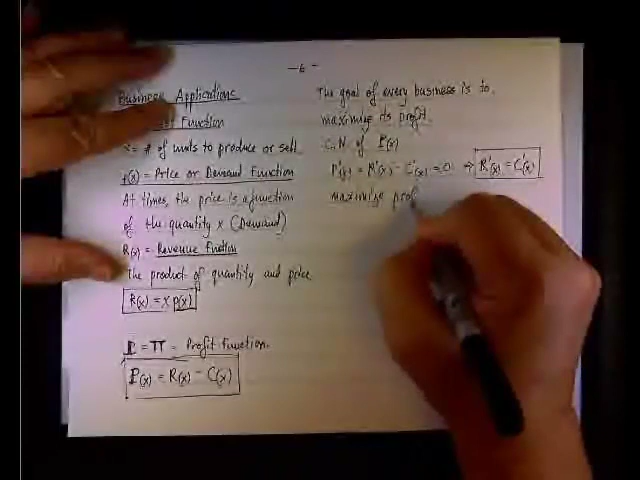 -6-
Business Applications
Function
x = # of units to produce or sell
p(x) = Price or Demand Function
At times, the price is a function
of the quantity x (Demand)
R(x) = Revenue Function
the product of quantity and price
R(x) = x p(x)
P = π = Profit Function.
P(x) = R(x) - C(x)
The goal of every business is to
maximize its profit.
C.N of P(x)
P'(x) = R'(x) - C'(x) = 0 ⇒ R'(x) = C'(x)
maximize prof